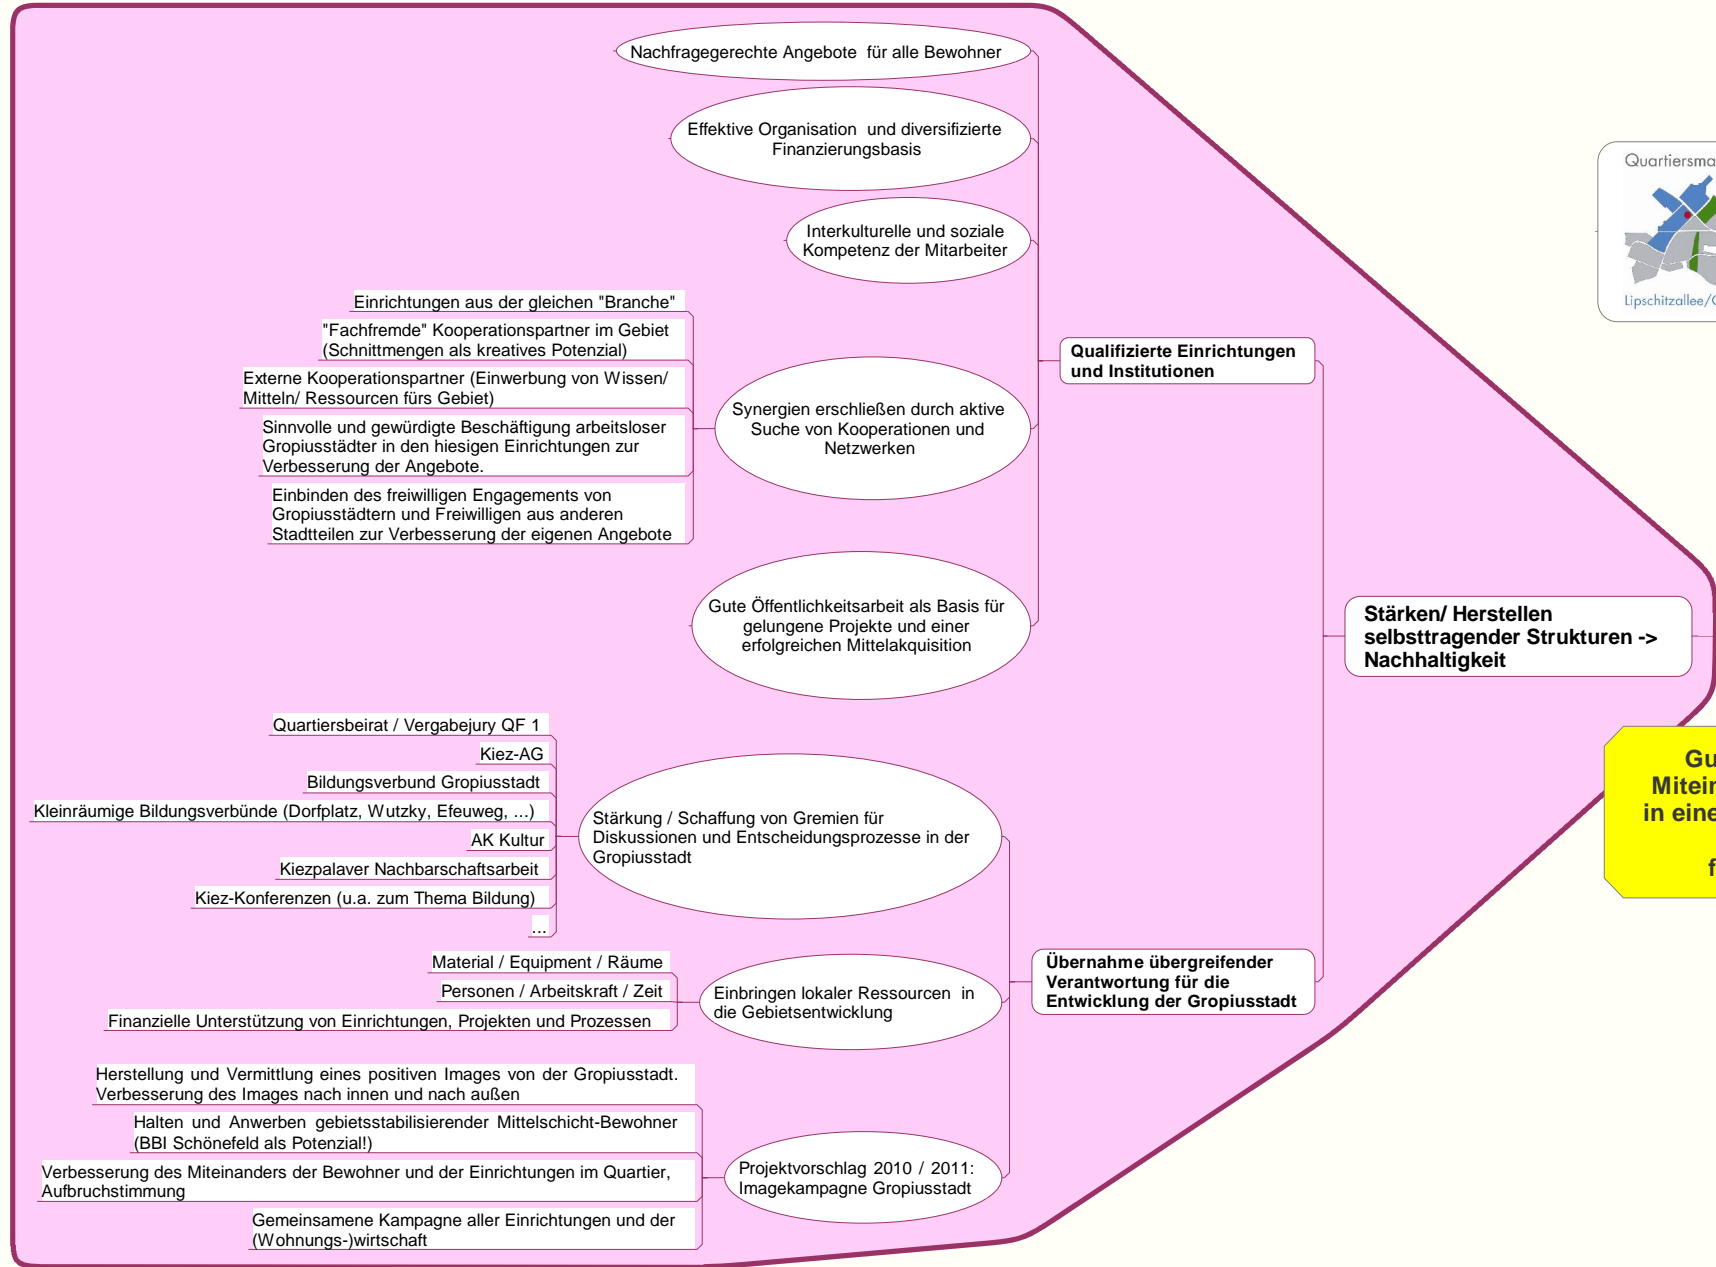 Nachfragegerechte Angebote für alle Bewohner
Effektive Organisation und diversifizierte
Finanzierungsbasis
Interkulturelle und soziale
Kompetenz der Mitarbeiter
Einrichtungen aus der gleichen "Branche"
"Fachfremde" Kooperationspartner im Gebiet
(Schnittmengen als kreatives Potenzial)
Externe Kooperationspartner (Einwerbung von Wissen/
Mitteln/ Ressourcen fürs Gebiet)
Sinnvolle und gewürdigte Beschäftigung arbeitsloser
Gropiusstädter in den hiesigen Einrichtungen zur
Verbesserung der Angebote.
Einbinden des freiwilligen Engagements von
Gropiusstädtern und Freiwilligen aus anderen
Stadtteilen zur Verbesserung der eigenen Angebote
Synergien erschließen durch aktive
Suche von Kooperationen und
Netzwerken
Gute Öffentlichkeitsarbeit als Basis für
gelungene Projekte und einer
erfolgreichen Mittelakquisition
Qualifizierte Einrichtungen
und Institutionen
Quartiersbeirat / Vergabejury QF 1
Kiez-AG
Bildungsverbund Gropiusstadt
Kleinräumige Bildungsverbünde (Dorfplatz, Wutzky, Efeuweg, ...)
AK Kultur
Kiezpalaver Nachbarschaftsarbeit
Kiez-Konferenzen (u.a. zum Thema Bildung)
...
Stärkung / Schaffung von Gremien für
Diskussionen und Entscheidungsprozesse in der
Gropiusstadt
Material / Equipment / Räume
Personen / Arbeitskraft / Zeit
Finanzielle Unterstützung von Einrichtungen, Projekten und Prozessen
Einbringen lokaler Ressourcen in
die Gebietsentwicklung
Herstellung und Vermittlung eines positiven Images von der Gropiusstadt.
Verbesserung des Images nach innen und nach außen
Halten und Anwerben gebietsstabilisierender Mittelschicht-Bewohner
(BBI Schönefeld als Potenzial!)
Verbesserung des Miteinanders der Bewohner und der Einrichtungen im Quartier,
Aufbruchstimmung
Gemeinsamene Kampagne aller Einrichtungen und der
(Wohnungs-)wirtschaft
Projektvorschlag 2010 / 2011:
Imagekampagne Gropiusstadt
Übernahme übergreifender
Verantwortung für die
Entwicklung der Gropiusstadt
Stärken/ Herstellen
selbsttragender Strukturen ->
Nachhaltigkeit
Quartiersma
Lipschitzallee/
Gu
Mitein
in eine
f